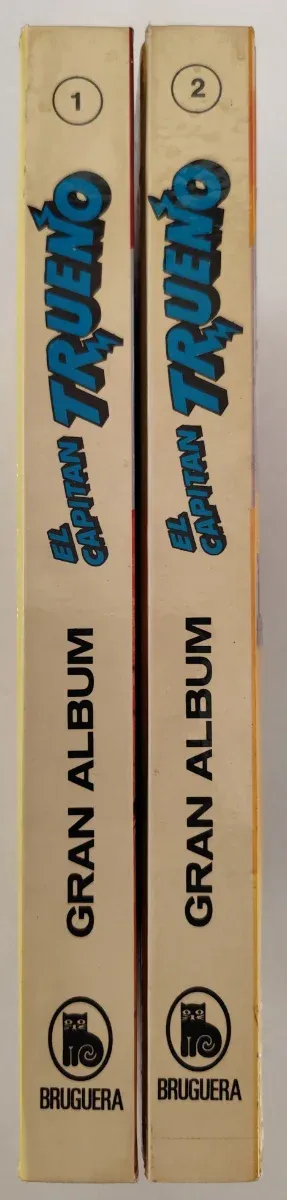 1
EL
CAPITAN
TRUENO
GRAN ALBUM
BRUGUERA
2
EL
CAPITAN
TRUENO
GRAN ALBUM
BRUGUERA